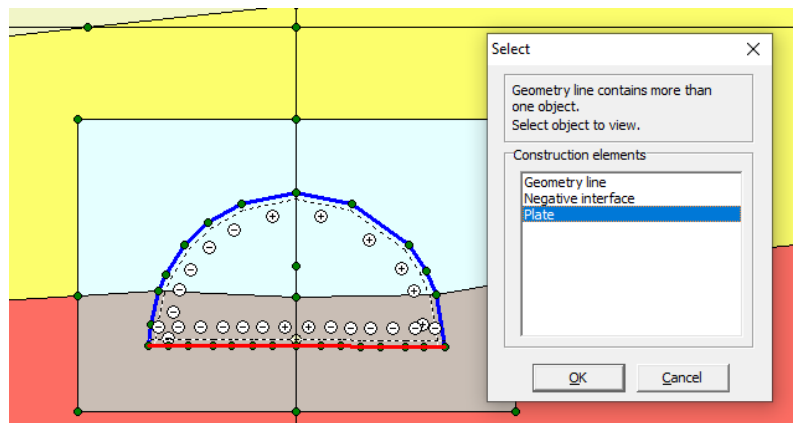 Select
Geometry line contains more than
one object.
Select object to view.
Construction elements
Geometry line
Negative interface
Plate
OK
Cancel